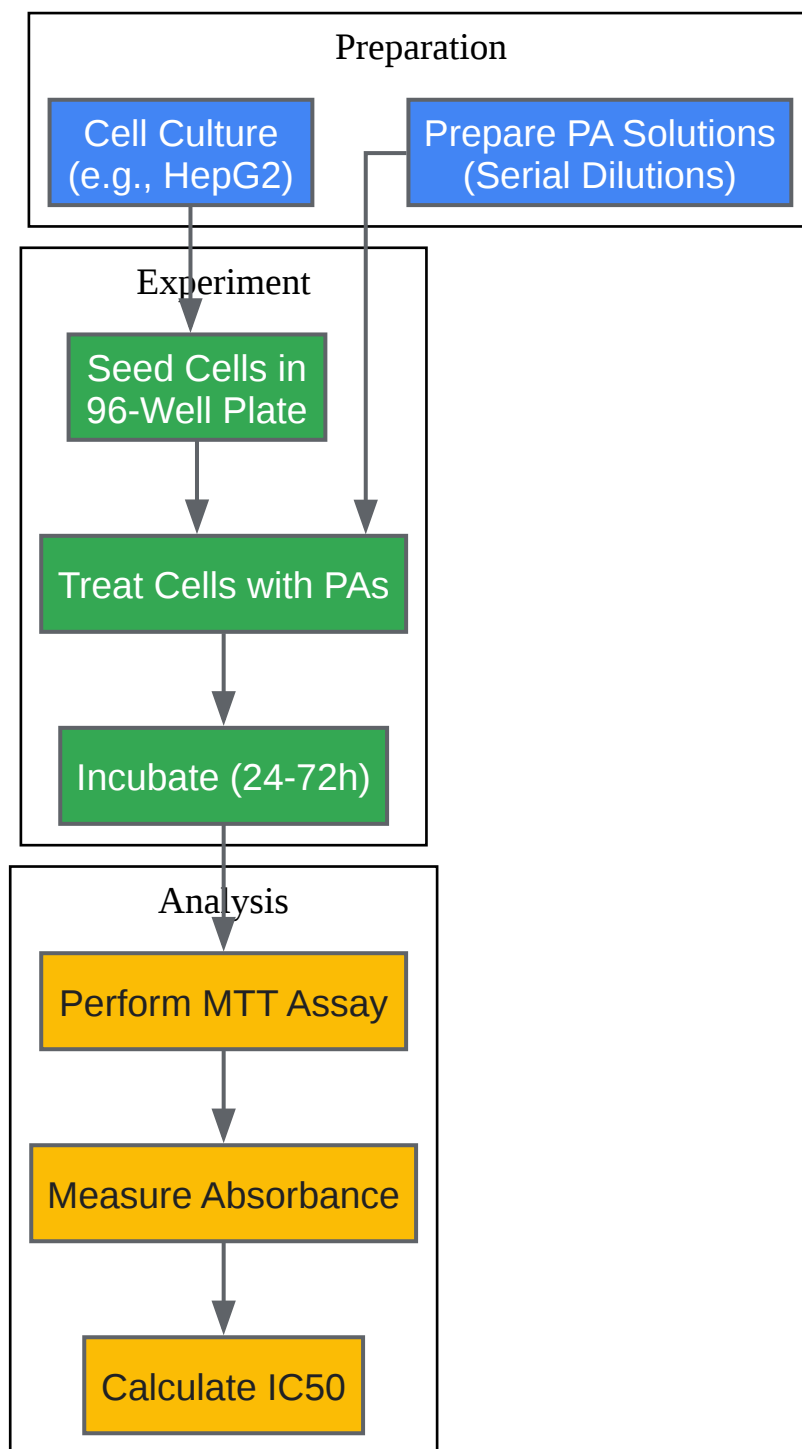 Preparation
Cell Culture
(e.g., HepG2)
Prepare PA Solutions
(Serial Dilutions)
Experiment
Seed Cells in
96-Well Plate
Treat Cells with PAs
Incubate (24-72h)
Analysis
Perform MTT Assay
Measure Absorbance
Calculate IC50